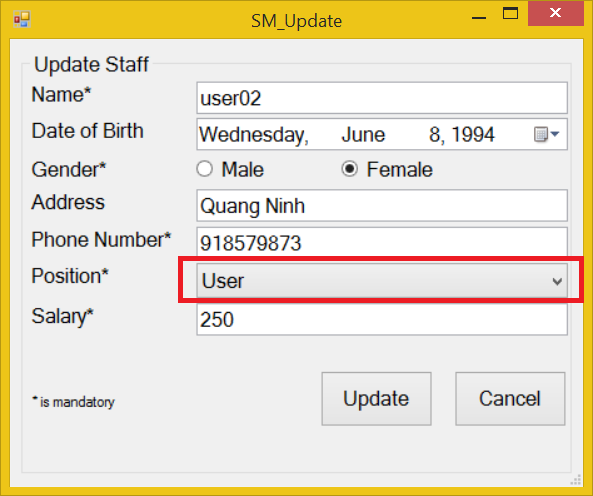 SM_Update
Update Staff
Name* user02
Date of Birth Wednesday, June 8, 1994
Gender* Male Female
Address Quang Ninh
Phone Number* 918579873
Position* User
Salary* 250
* is mandatory Update Cancel